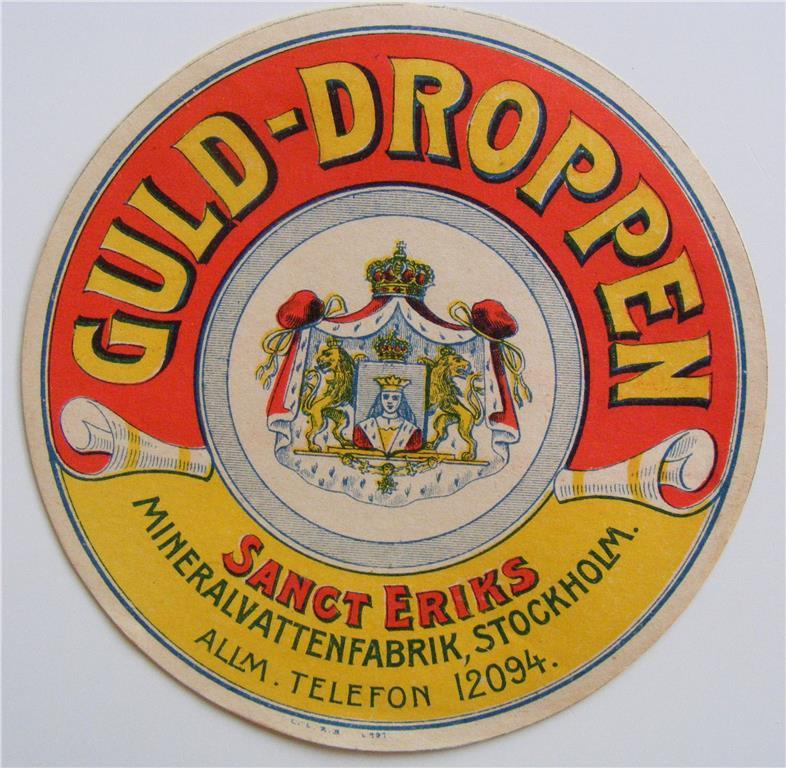 GULD-DROPPEN
SANCT ERIKS
MINERALVATTENFABRIK, STOCKHOLM.
ALLM. TELEFON 12094.